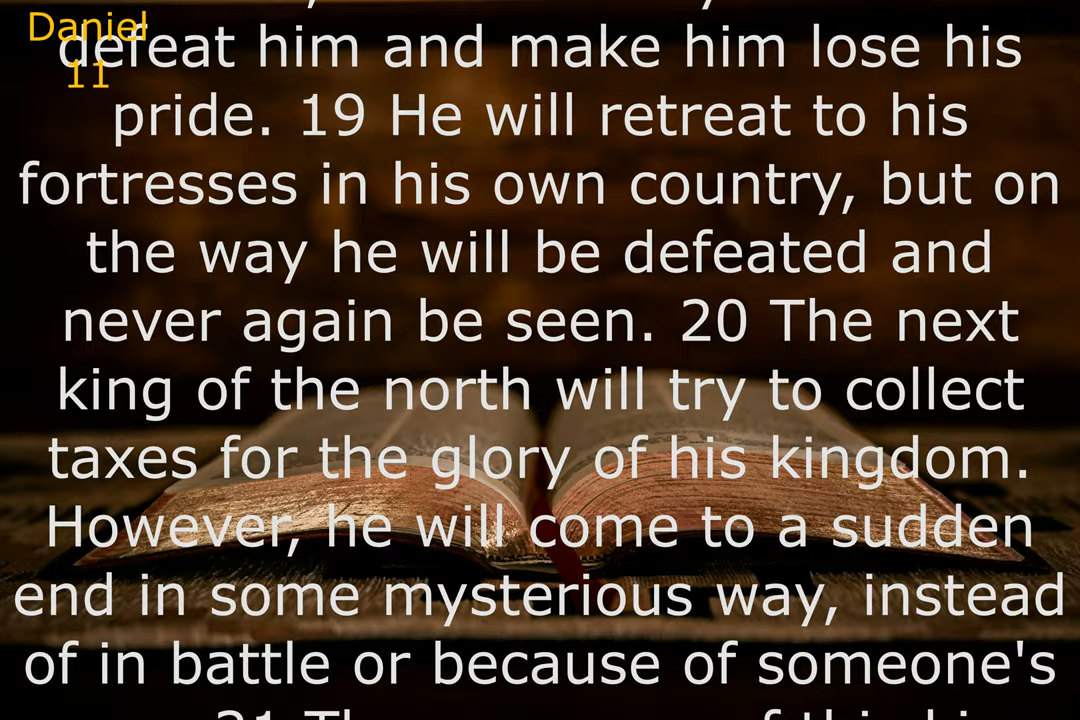 Daniel
11
defeat him and make him lose his
pride. 19 He will retreat to his
fortresses in his own country, but on
the way he will be defeated and
never again be seen. 20 The next
king of the north will try to collect
taxes for the glory of his kingdom.
However, he will come to a sudden
end in some mysterious way, instead
of in battle or because of someone's